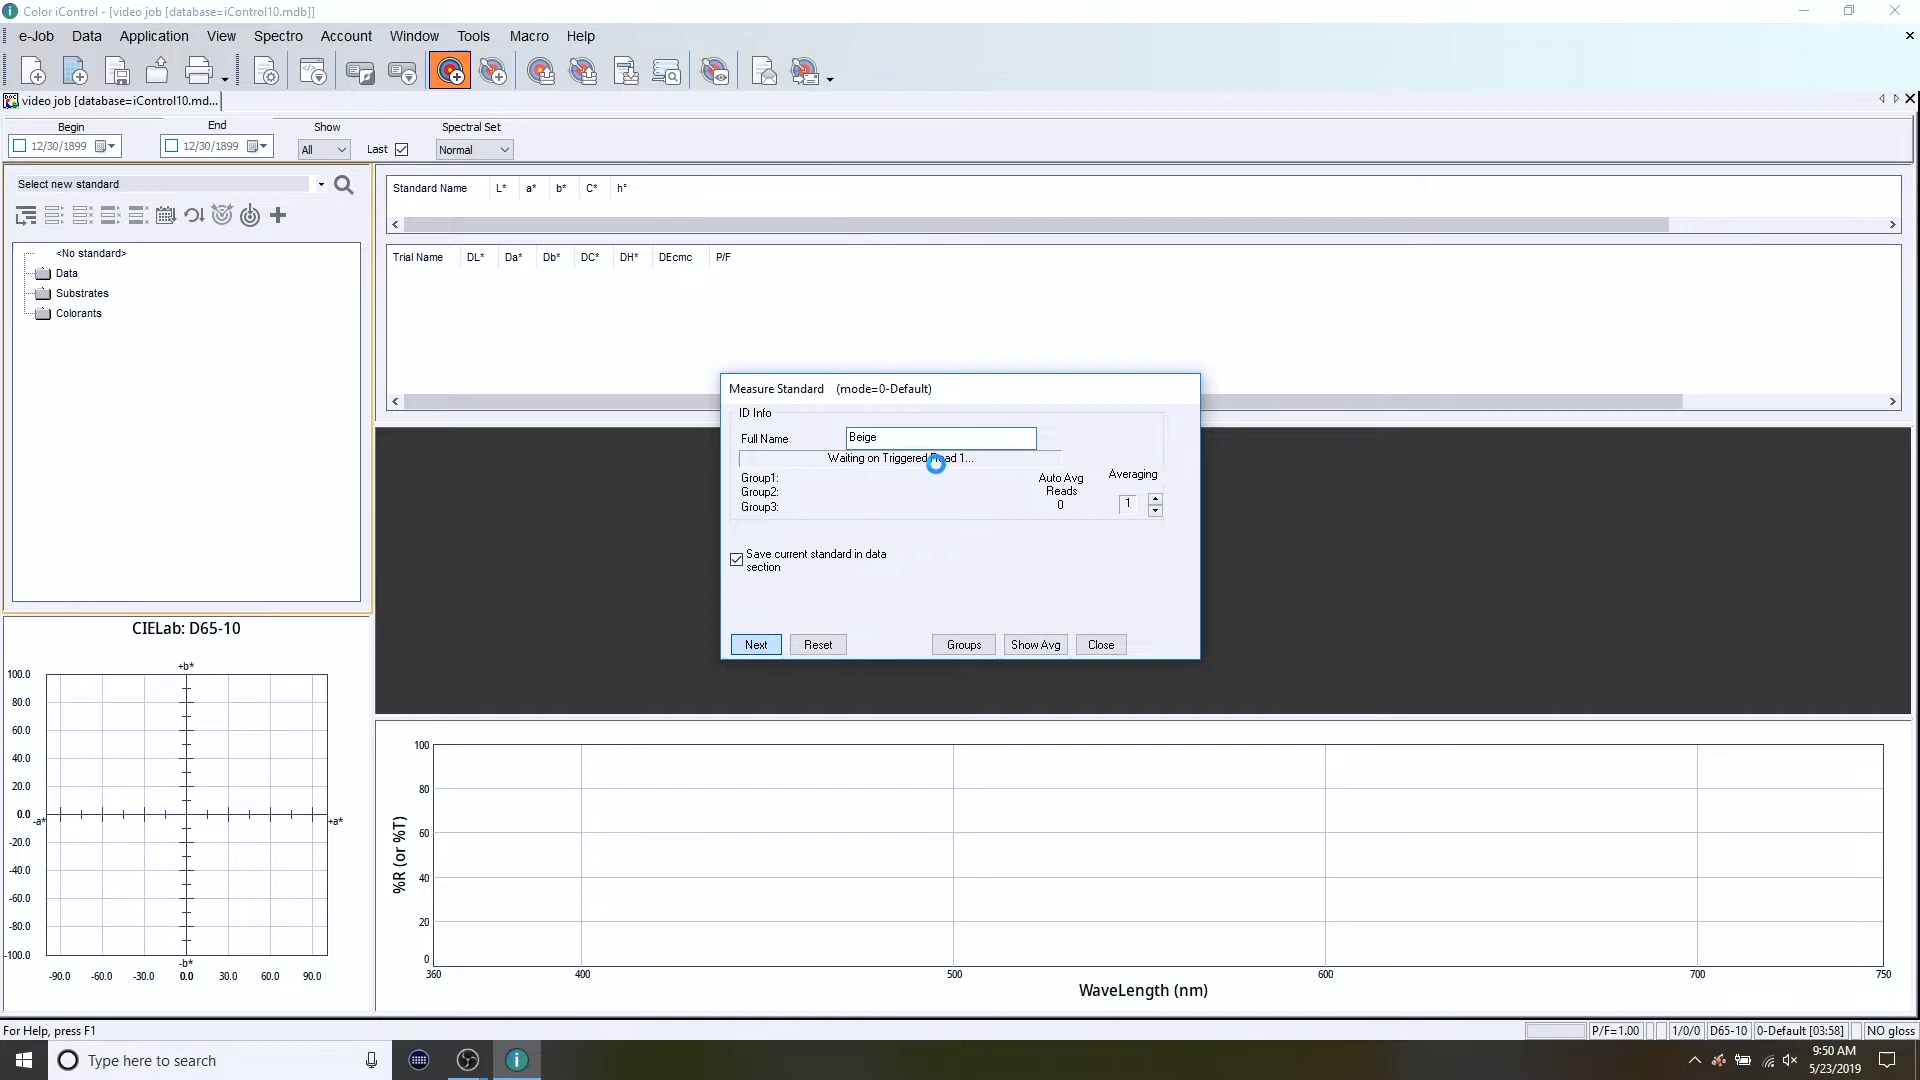 Color iControl - [video job [database=iControl10.mdb]]
e-Job Data Application View Spectro Account Window Tools Macro Help
video job [database=iControl10.md...
Begin End Show Spectral Set
12/30/1899 12/30/1899 All Last Normal
Select new standard
<No standard>
Data
Substrates
Colorants
Standard Name L* a* b* C* h°
Trial Name DL* Da* Db* DC* DH* DEcmc P/F
Measure Standard (mode=0-Default)
ID Info
Full Name Beige
Waiting on Triggered Read 1...
Group1:
Group2:
Group3:
Auto Avg
Reads
0
Averaging
1
Save current standard in data
section
Next Reset Groups Show Avg Close
CIELab: D65-10
+b*
100.0
80.0
60.0
40.0
20.0
0.0
-20.0
-40.0
-60.0
-80.0
-100.0
-a* +a*
-b*
-90.0 -60.0 -30.0 0.0 30.0 60.0 90.0
%R (or %T)
100
80
60
40
20
0
360 400 500 600 700 750
WaveLength (nm)
For Help, press F1
P/F=1.00 1/0/0 D65-10 0-Default [03:58] NO gloss
Type here to search
9:50 AM
5/23/2019